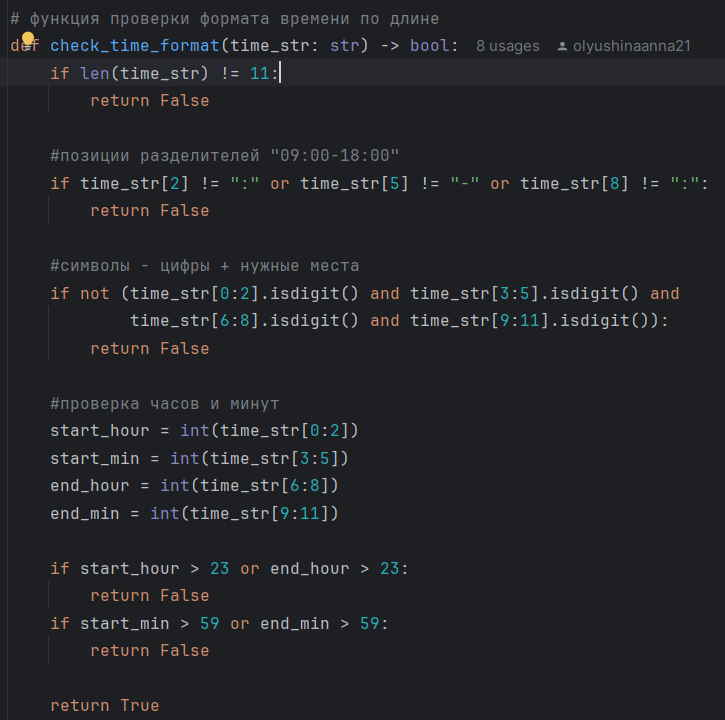 # функция проверки формата времени по длине
def check_time_format(time_str: str) -> bool: 8 usages olyushinaanna21
if len(time_str) != 11:
return False
#позиции разделителей "09:00-18:00"
if time_str[2] != ":" or time_str[5] != "-" or time_str[8] != ":":
return False
#символы - цифры + нужные места
if not (time_str[0:2].isdigit() and time_str[3:5].isdigit() and
time_str[6:8].isdigit() and time_str[9:11].isdigit()):
return False
#проверка часов и минут
start_hour = int(time_str[0:2])
start_min = int(time_str[3:5])
end_hour = int(time_str[6:8])
end_min = int(time_str[9:11])
if start_hour > 23 or end_hour > 23:
return False
if start_min > 59 or end_min > 59:
return False
return True